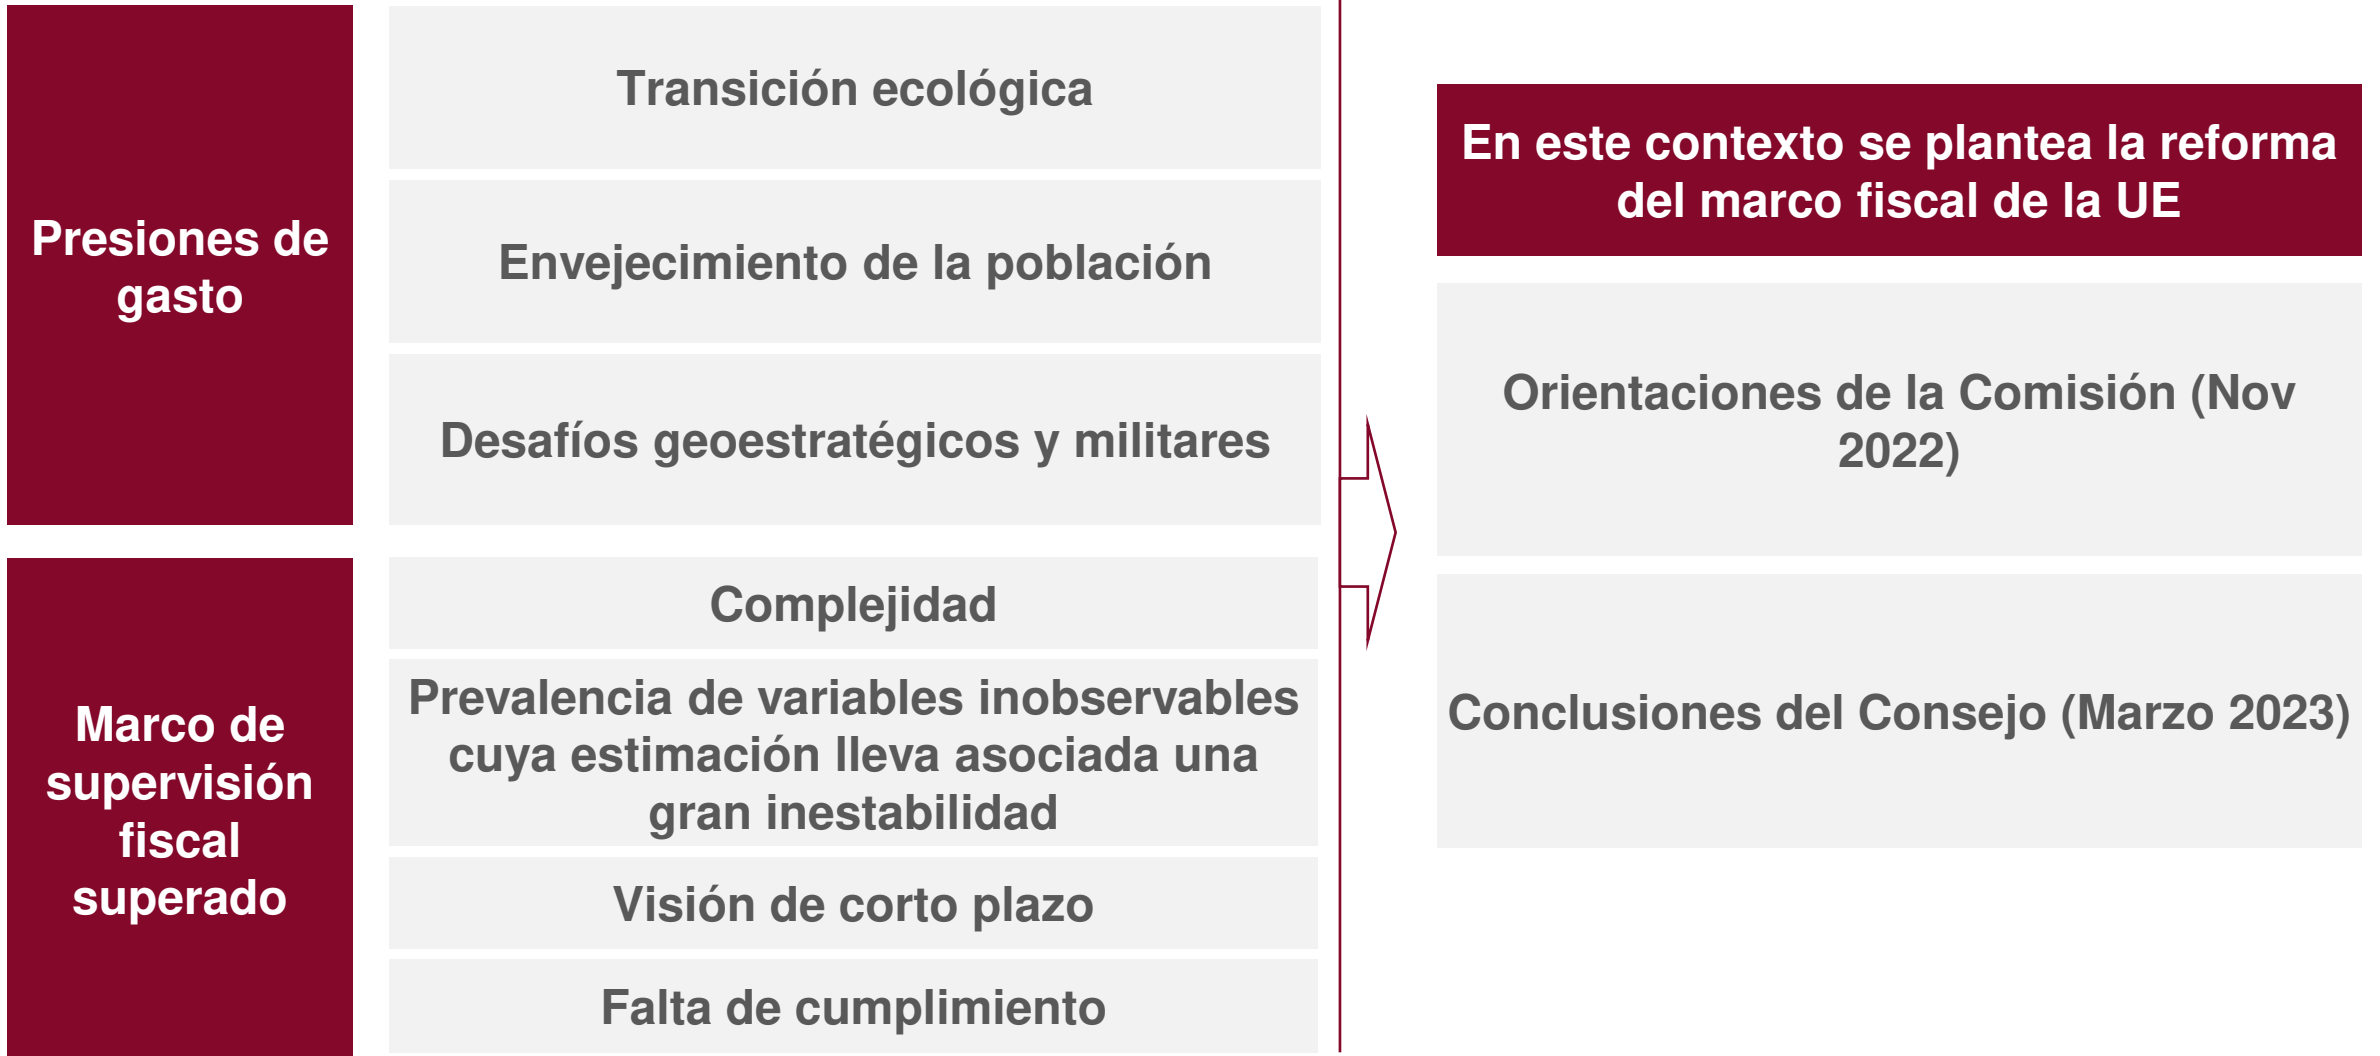 Presiones de
gasto
Transición ecológica
Envejecimiento de la población
Desafíos geoestratégicos y militares
Marco de
supervisión
fiscal
superado
Complejidad
Prevalencia de variables inobservables
cuya estimación lleva asociada una
gran inestabilidad
Visión de corto plazo
Falta de cumplimiento
En este contexto se plantea la reforma
del marco fiscal de la UE
Orientaciones de la Comisión (Nov
2022)
Conclusiones del Consejo (Marzo 2023)